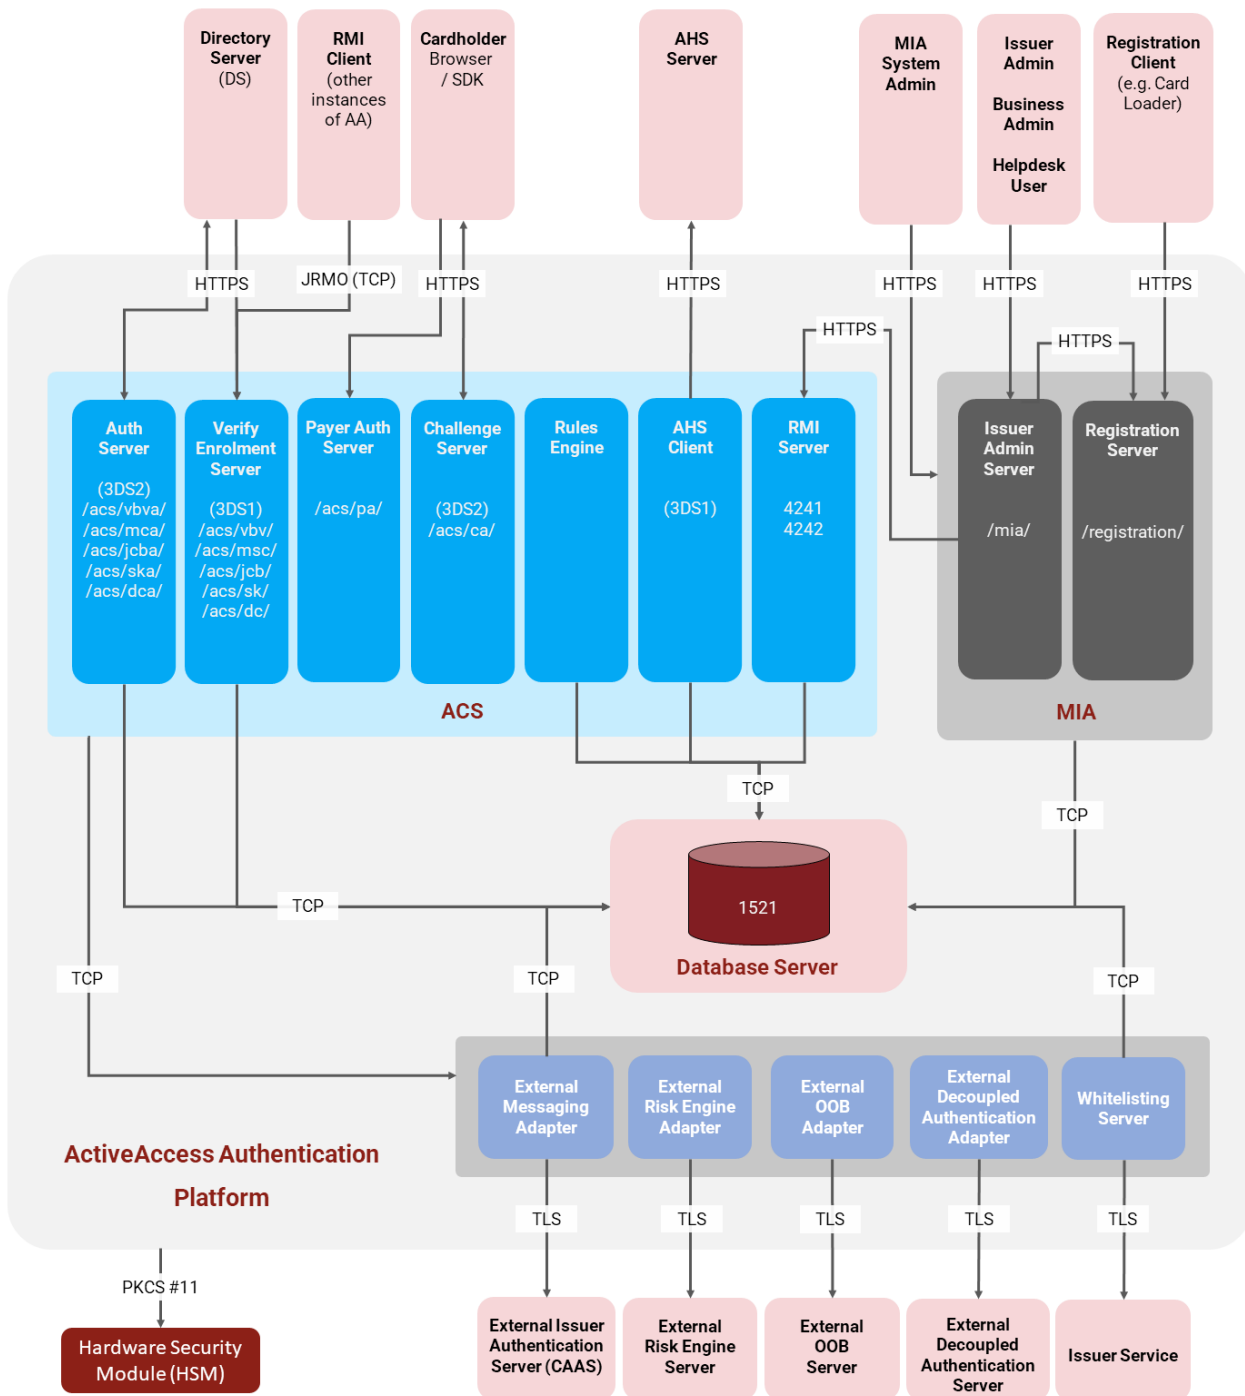 Directory
Server
(DS)
RMI
Client
(other
instances
of AA)
Cardholder
Browser
/ SDK
AHS
Server
MIA
System
Admin
Issuer
Admin
Business
Admin
Helpdesk
User
Registration
Client
(e.g. Card
Loader)
HTTPS
JRMO (TCP)
HTTPS
HTTPS
HTTPS
HTTPS
HTTPS
HTTPS
HTTPS
Auth
Server
(3DS2)
/acs/vbva/
/acs/mca/
/acs/jcba/
/acs/ska/
/acs/dca/
Verify
Enrolment
Server
(3DS1)
/acs/vbv/
/acs/msc/
/acs/jcb/
/acs/sk/
/acs/dc/
Payer Auth
Server
/acs/pa/
Challenge
Server
(3DS2)
/acs/ca/
Rules
Engine
AHS
Client
(3DS1)
RMI
Server
4241
4242
Issuer
Admin
Server
/mia/
Registration
Server
/registration/
ACS
MIA
TCP
TCP
1521
Database Server
TCP
TCP
TCP
TCP
External
Messaging
Adapter
External
Risk Engine
Adapter
External
OOB
Adapter
External
Decoupled
Authentication
Adapter
Whitelisting
Server
ActiveAccess Authentication
Platform
TLS
TLS
TLS
TLS
TLS
PKCS #11
Hardware Security
Module (HSM)
External Issuer
Authentication
Server (CAAS)
External
Risk Engine
Server
External
OOB
Server
External
Decoupled
Authentication
Server
Issuer Service